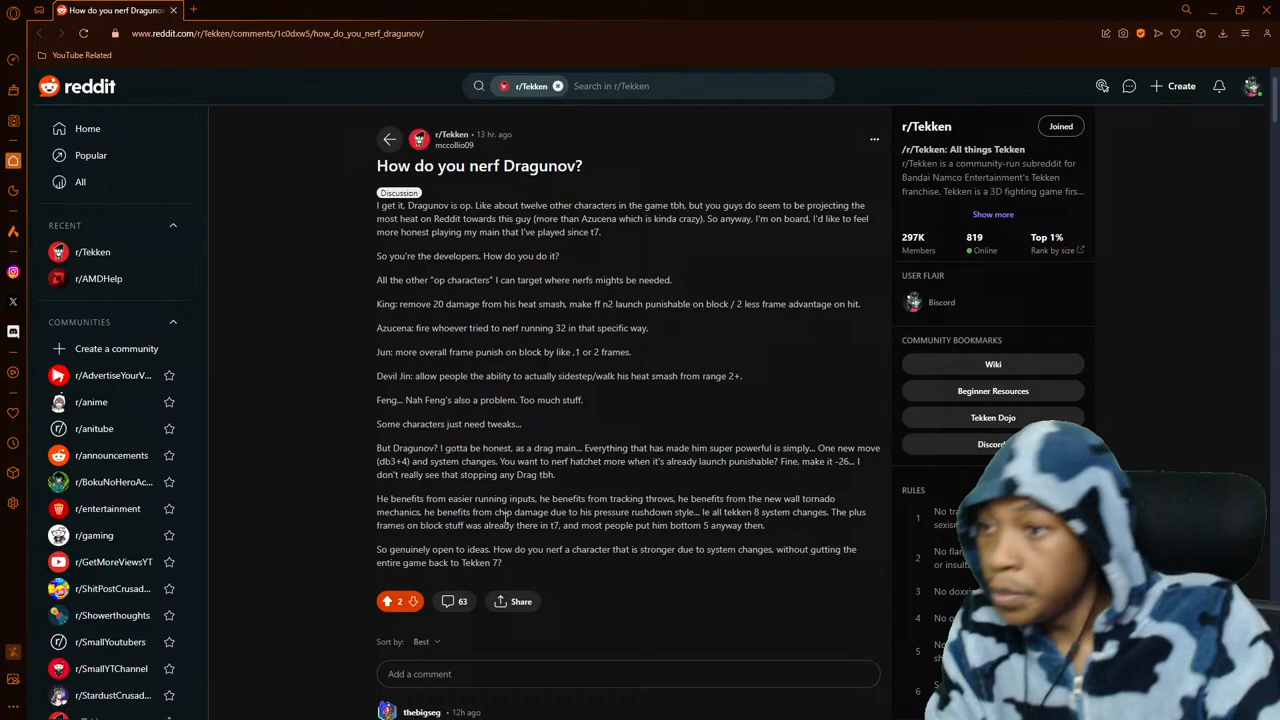 How do you nerf Dragunov
www.reddit.com/r/Tekken/comments/1c0dxw5/how_do_you_nerf_dragunov/
YouTube Related
reddit
r/Tekken
Search in r/Tekken
Create
Home
Popular
All
RECENT
r/Tekken
r/AMDHelp
COMMUNITIES
Create a community
r/AdvertiseYourV...
r/anime
r/anitube
r/announcements
r/BokuNoHeroAc...
r/entertainment
r/gaming
r/GetMoreViewsYT
r/ShitPostCrusad...
r/Showerthoughts
r/SmallYoutubers
r/SmallYTChannel
r/StardustCrusad...
r/Tekken • 13 hr. ago
mccollio09
How do you nerf Dragunov?
Discussion
I get it, Dragunov is op. Like about twelve other characters in the game tbh, but you guys do seem to be projecting the
most heat on Reddit towards this guy (more than Azucena which is kinda crazy). So anyway, I'm on board, I'd like to feel
more honest playing my main that I've played since t7.
So you're the developers. How do you do it?
All the other "op characters" I can target where nerfs mights be needed.
King: remove 20 damage from his heat smash, make ff n2 launch punishable on block / 2 less frame advantage on hit.
Azucena: fire whoever tried to nerf running 32 in that specific way.
Jun: more overall frame punish on block by like ,1 or 2 frames.
Devil Jin: allow people the ability to actually sidestep/walk his heat smash from range 2+.
Feng... Nah Feng's also a problem. Too much stuff.
Some characters just need tweaks...
But Dragunov? I gotta be honest, as a drag main... Everything that has made him super powerful is simply... One new move
(db3+4) and system changes. You want to nerf hatchet more when it's already launch punishable? Fine, make it -26... I
don't really see that stopping any Drag tbh.
He benefits from easier running inputs, he benefits from tracking throws, he benefits from the new wall tornado
mechanics, he benefits from chip damage due to his pressure rushdown style... Ie all tekken 8 system changes. The plus
frames on block stuff was already there in t7, and most people put him bottom 5 anyway then.
So genuinely open to ideas. How do you nerf a character that is stronger due to system changes, without gutting the
entire game back to Tekken 7?
2
63
Share
Sort by: Best
Add a comment
thebigseg • 12h ago
r/Tekken
Joined
/r/Tekken: All things Tekken
r/Tekken is a community-run subreddit for
Bandai Namco Entertainment's Tekken
franchise. Tekken is a 3D fighting game firs...
Show more
297K 819 Top 1%
Members Online Rank by size
USER FLAIR
Biscord
COMMUNITY BOOKMARKS
Wiki
Beginner Resources
Tekken Dojo
Discord
RULES
1 No
2 No
3 No
4 No
5 No
6